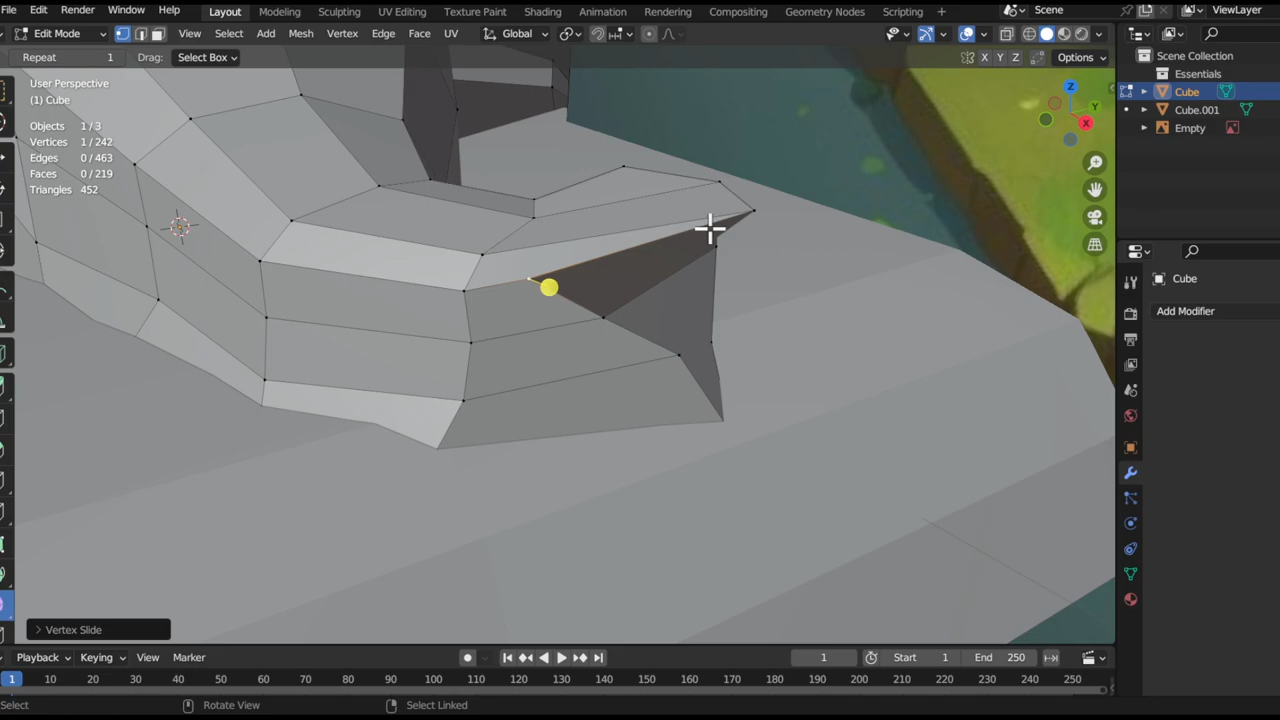 File Edit Render Window Help Layout Modeling Sculpting UV Editing Texture Paint Shading Animation Rendering Compositing Geometry Nodes Scripting + Scene ViewLayer
Edit Mode View Select Add Mesh Vertex Edge Face UV Global
Repeat 1 Drag: Select Box X Y Z Options
User Perspective
(1) Cube
Objects 1/3
Vertices 1/242
Edges 0/463
Faces 0/219
Triangles 452
Z
Y
X
Scene Collection
Essentials
Cube
Cube.001
Empty
Cube
Add Modifier
Vertex Slide
Playback Keying View Marker 1 Start 1 End 250
1 10 20 30 40 50 60 70 80 90 100 110 120 130 140 150 160 170 180 190 200 210 220 230 240 250
Select Rotate View Select Linked